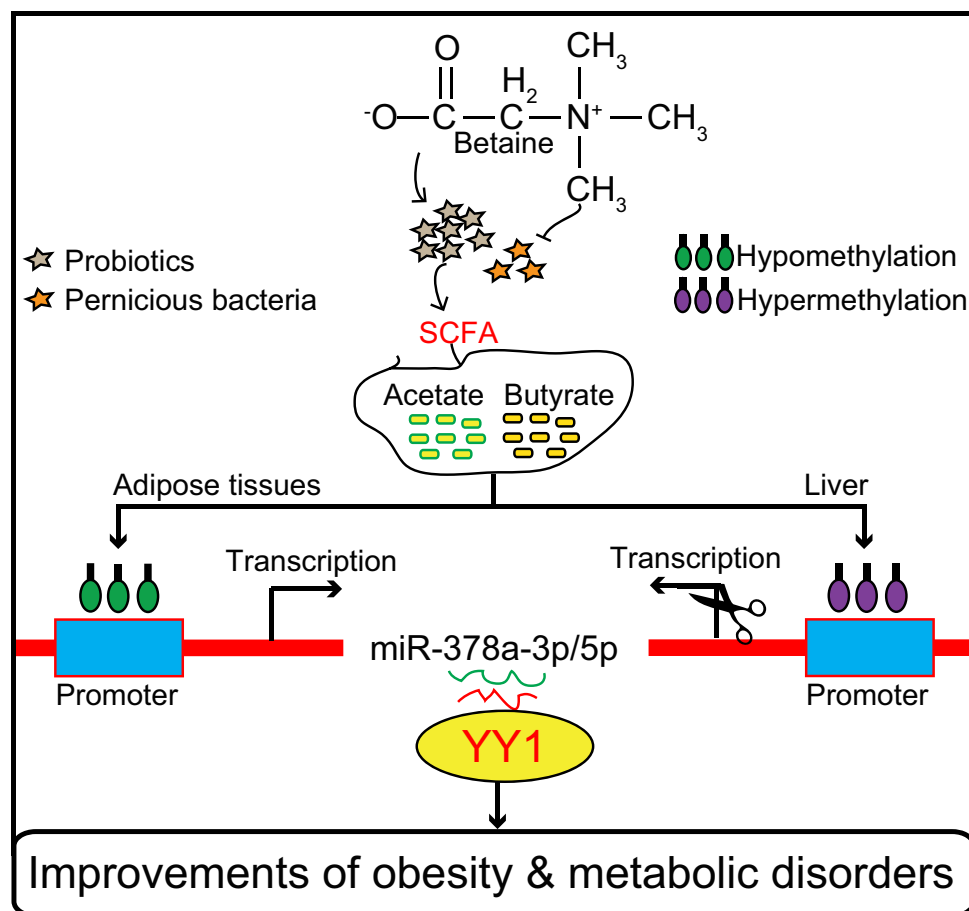 O
CH3
H2
-O—C—C—N+—CH3
Betaine
CH3
Probiotics
Pernicious bacteria
Hypomethylation
Hypermethylation
SCFA
Acetate Butyrate
Adipose tissues
Liver
Transcription
Transcription
miR-378a-3p/5p
Promoter
Promoter
YY1
Improvements of obesity & metabolic disorders